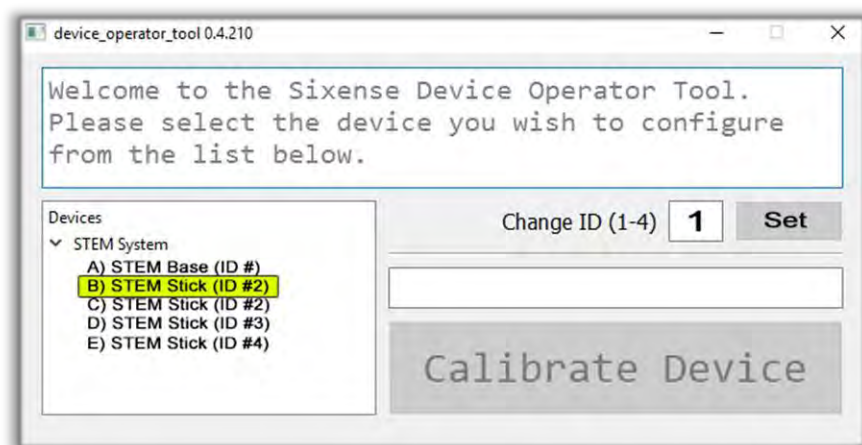 device_operator_tool 0.4.210
Welcome to the Sixense Device Operator Tool.
Please select the device you wish to configure
from the list below.
Devices
STEM System
A) STEM Base (ID #)
B) STEM Stick (ID #2)
C) STEM Stick (ID #2)
D) STEM Stick (ID #3)
E) STEM Stick (ID #4)
Change ID (1-4) 1 Set
Calibrate Device